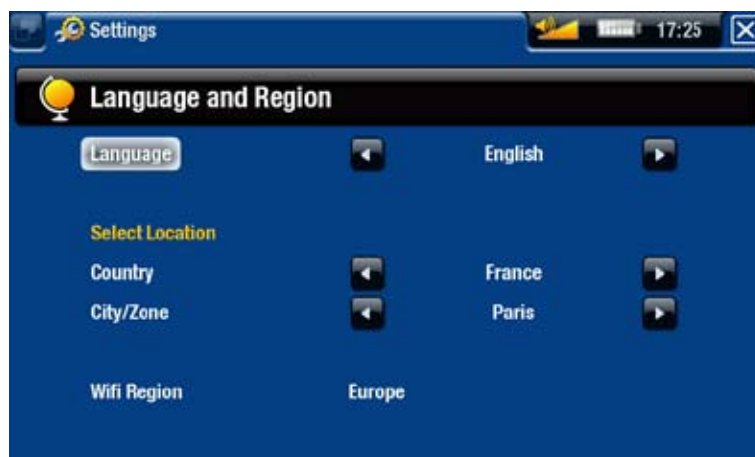 Settings 17:25
Language and Region
Language English
Select Location
Country France
City/Zone Paris
Wifi Region Europe